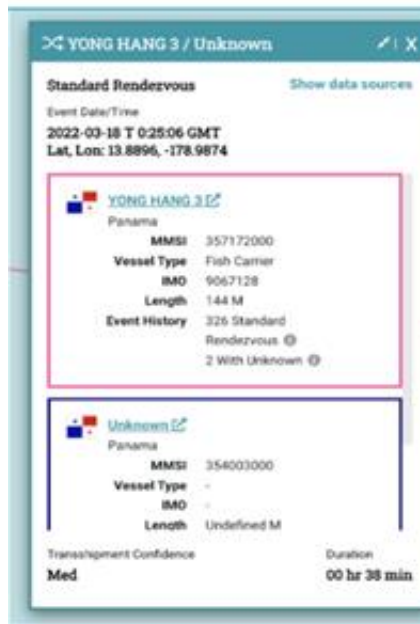 YONG HANG 3 / Unknown
X
Standard Rendezvous Show data sources
Event Date/Time
2022-03-18 T 0:25:06 GMT
Lat, Lon: 13.8896, -178.9874
YONG HANG 3
Panama
MMSI 357172000
Vessel Type Fish Carrier
IMO 9067128
Length 144 M
Event History 326 Standard
Rendezvous
2 With Unknown
Unknown
Panama
MMSI 354003000
Vessel Type -
IMO -
Length Undefined M
Transshipment Confidence Duration
Med 00 hr 38 min